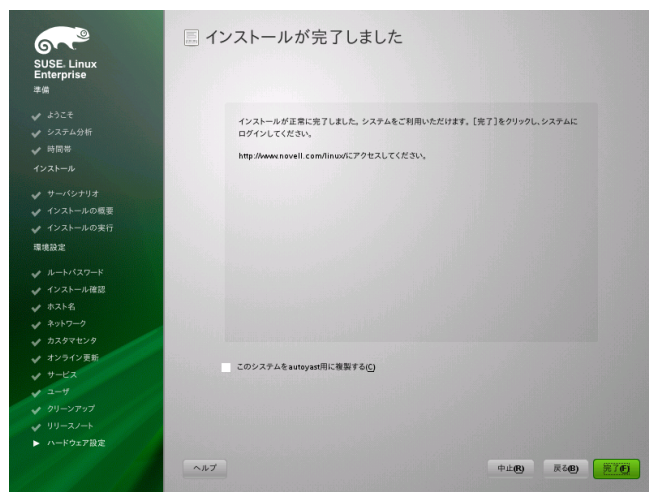 SUSE. Linux
Enterprise
準備
ようこそ
システム分析
時間帯
インストール
サーバシナリオ
インストールの概要
インストールの実行
環境設定
ルートパスワード
インストール確認
ホスト名
ネットワーク
カスタマセンタ
オンライン更新
サービス
ユーザ
クリーンアップ
リリースノート
ハードウェア設定
インストールが完了しました
インストールが正常に完了しました。システムをご利用いただけます。[完了]をクリックし、システムに
ログインしてください。
http://www.novell.com/linux/にアクセスしてください。
このシステムをautoyast用に複製する(C)
ヘルプ
中止(R)
戻る(B)
完了(F)